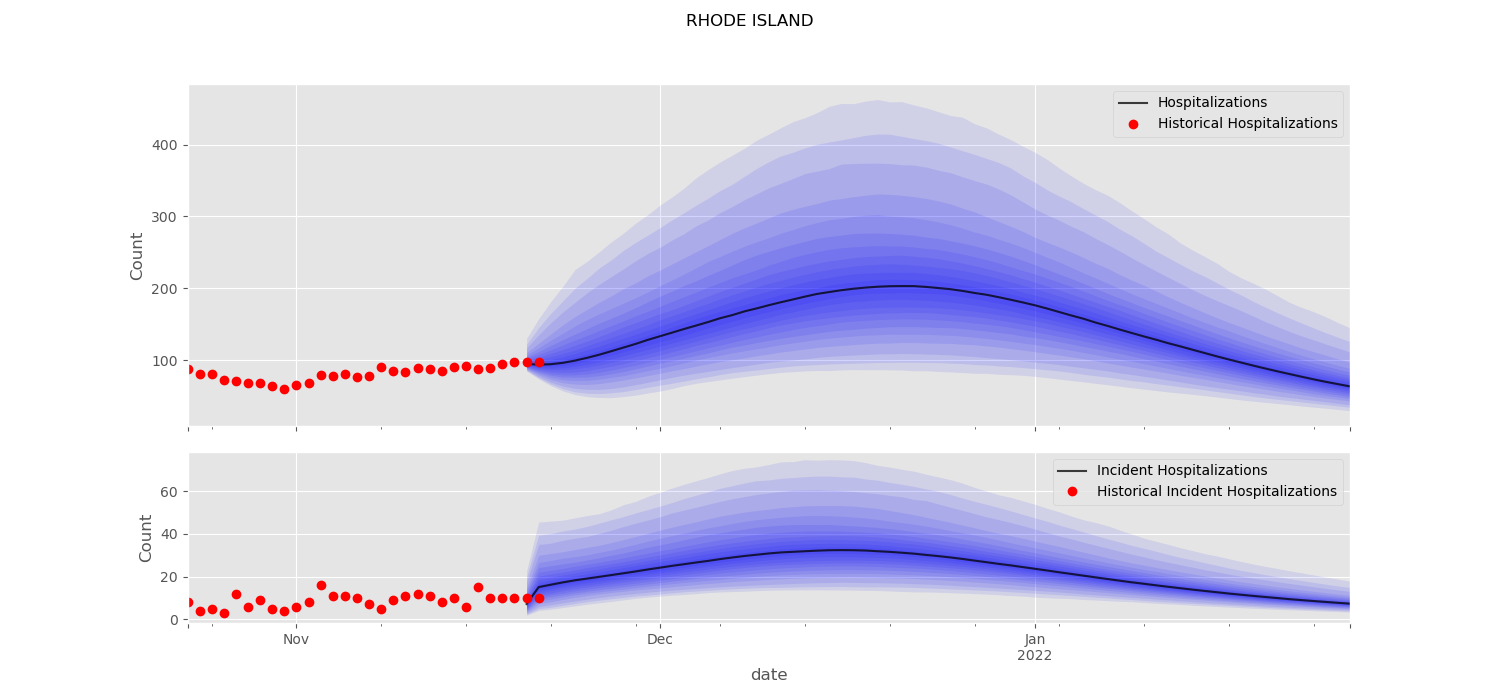 RHODE ISLAND
Hospitalizations
Historical Hospitalizations
400
300
200
100
Count
Incident Hospitalizations
Historical Incident Hospitalizations
60
40
20
0
Count
Nov
Dec
Jan
2022
date